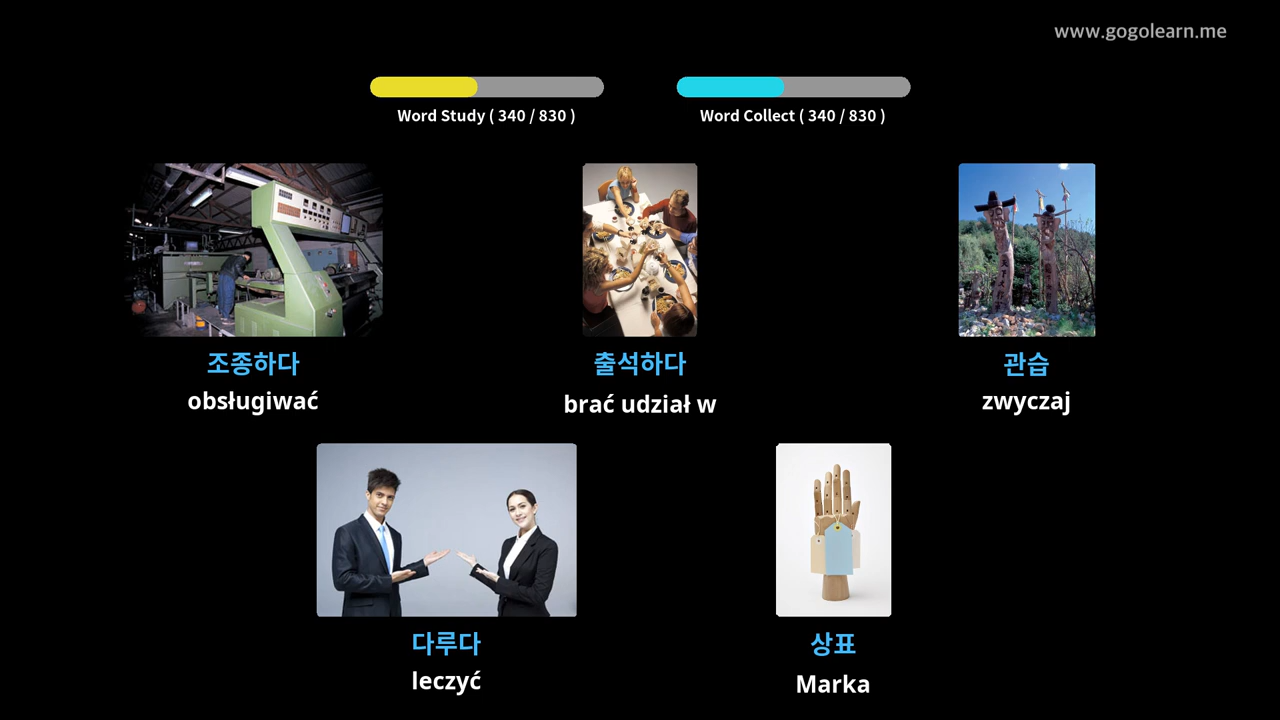 www.gogolearn.me
Word Study ( 340 / 830 )
Word Collect ( 340 / 830 )
조종하다
obsługiwać
출석하다
brać udział w
관습
zwyczaj
다루다
leczyć
상표
Marka